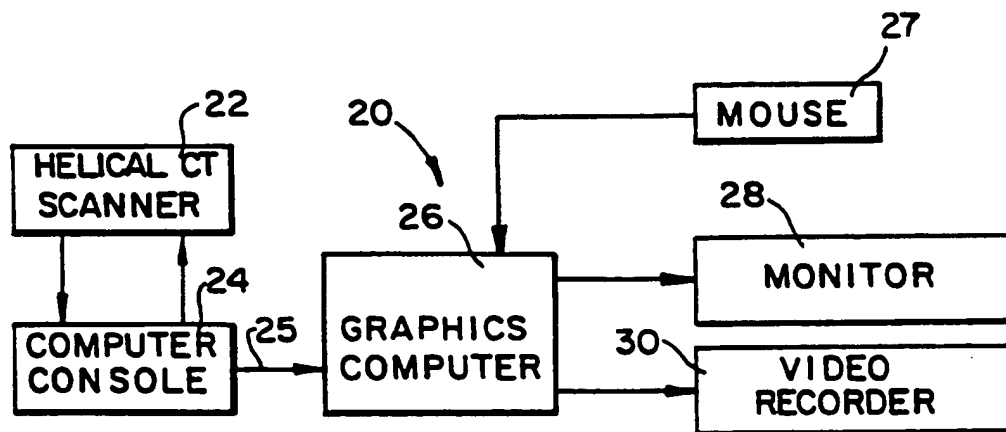 27
MOUSE
22
20
HELICAL CT
SCANNER
26
28
MONITOR
24
COMPUTER
CONSOLE
25
GRAPHICS
COMPUTER
30
VIDEO
RECORDER